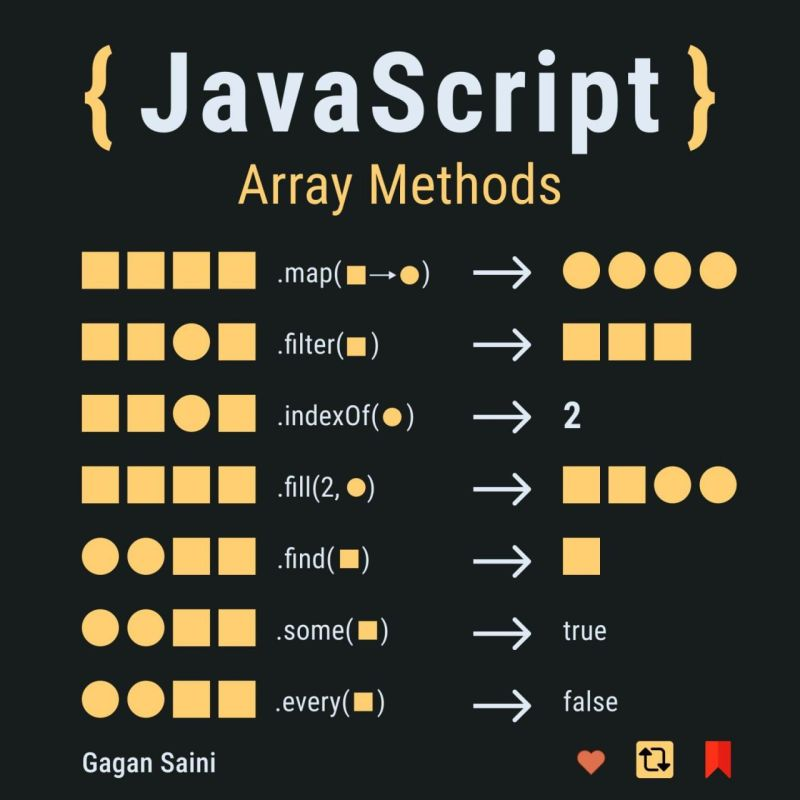 { JavaScript }
Array Methods
.map( → )
.filter( )
.indexOf( ) → 2
.fill(2, )
.find( )
.some( ) → true
.every( ) → false
Gagan Saini